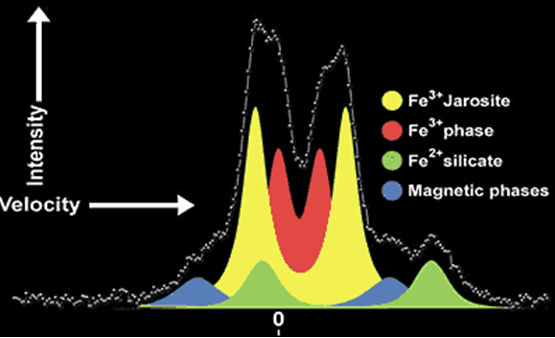 Intensity
Velocity
Fe³⁺Jarosite
Fe³⁺phase
Fe²⁺silicate
Magnetic phases
0